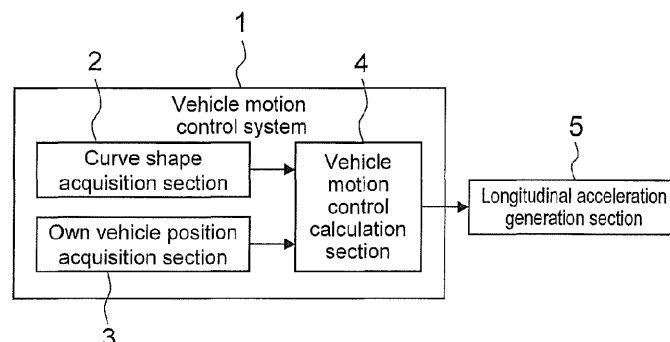 1
2
4
Vehicle motion
control system
Curve shape
acquisition section
Vehicle
motion
control
calculation
section
5
Longitudinal acceleration
generation section
Own vehicle position
acquisition section
3